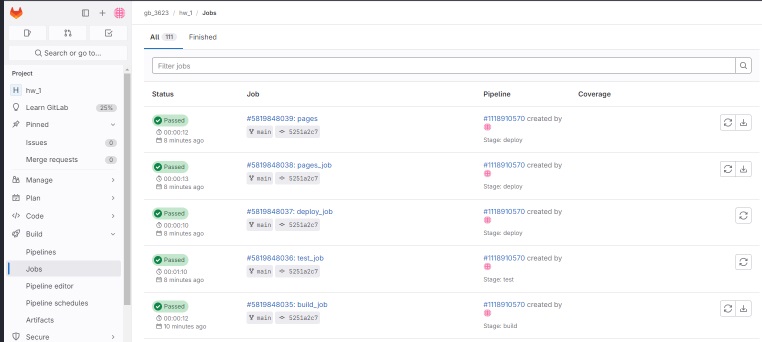 gb_3623 / hw_1 / Jobs
All 111 Finished
Search or go to...
Filter jobs
Project
H hw_1
Learn GitLab 25%
Pinned
Issues 0
Merge requests 0
Manage
Plan
Code
Build
Pipelines
Jobs
Pipeline editor
Pipeline schedules
Artifacts
Secure
Status Job Pipeline Coverage
Passed #5819848039: pages #1118910570 created by
00:00:12 main 5251a2c7
8 minutes ago Stage: deploy
Passed #5819848038: pages_job #1118910570 created by
00:00:13 main 5251a2c7
8 minutes ago Stage: deploy
Passed #5819848037: deploy_job #1118910570 created by
00:00:10 main 5251a2c7
8 minutes ago Stage: deploy
Passed #5819848036: test_job #1118910570 created by
00:01:10 main 5251a2c7
8 minutes ago Stage: test
Passed #5819848035: build_job #1118910570 created by
00:00:12 main 5251a2c7
10 minutes ago Stage: build